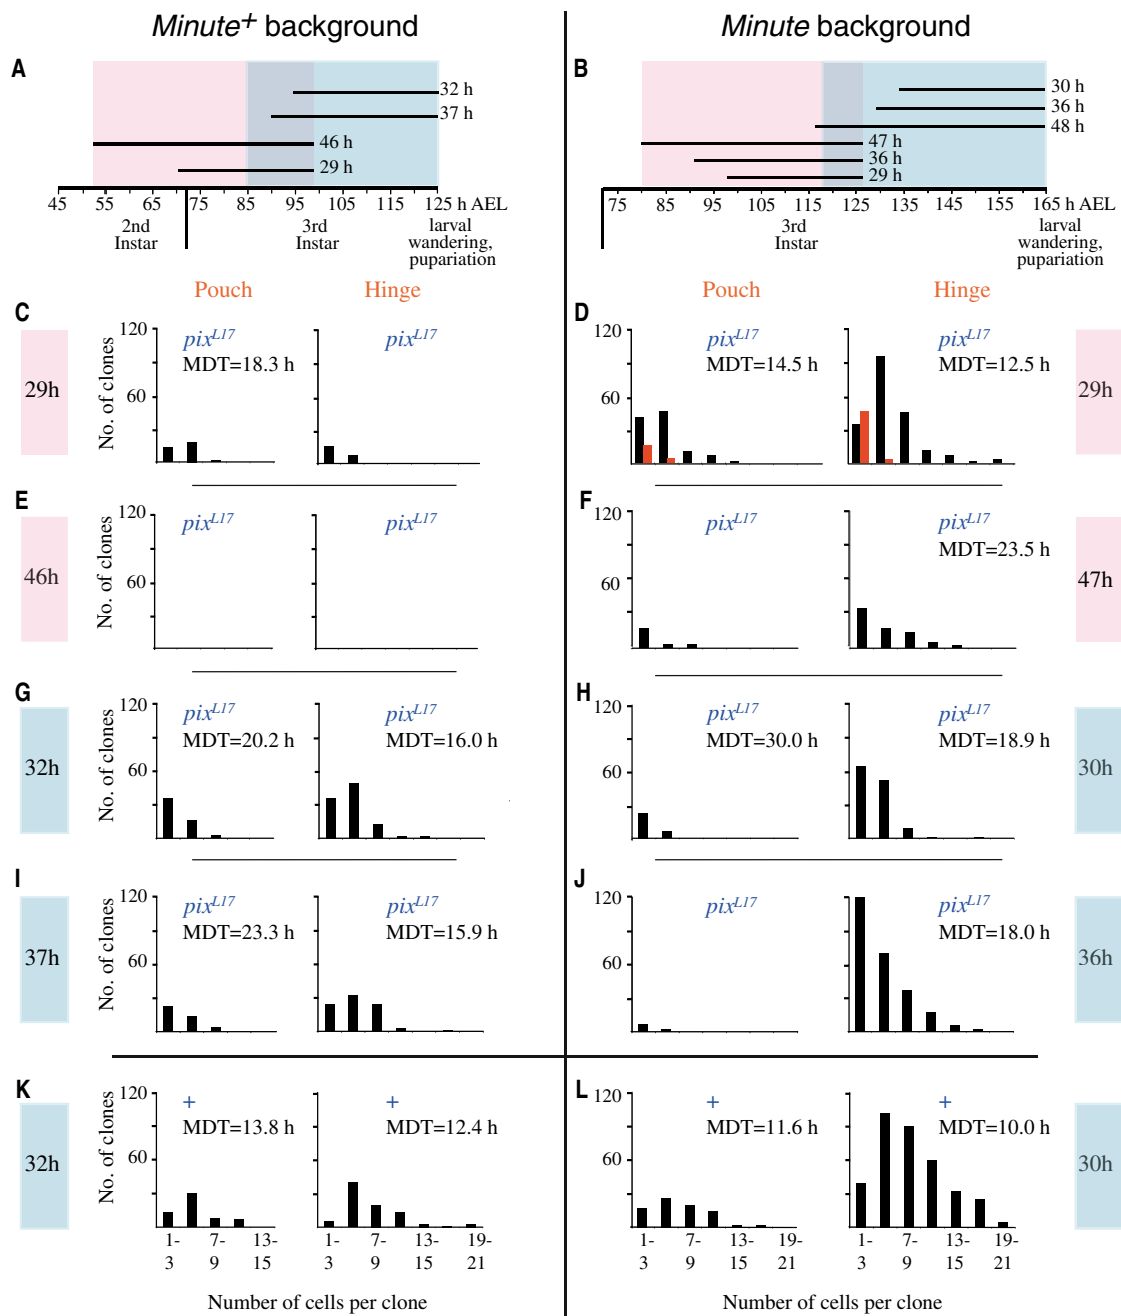 Minute+ background
Minute background
A
32 h
37 h
46 h
29 h
45 55 65 75 85 95 105 115 125 h AEL
2nd Instar
3rd Instar
larval wandering, pupariation
B
30 h
36 h
48 h
47 h
36 h
29 h
75 85 95 105 115 125 135 145 155 165 h AEL
3rd Instar
larval wandering, pupariation
Pouch
Hinge
Pouch
Hinge
C
29h
No. of clones
120
60
pixL17
MDT=18.3 h
pixL17
D
120
60
pixL17
MDT=14.5 h
pixL17
MDT=12.5 h
29h
E
46h
No. of clones
120
60
pixL17
pixL17
F
120
60
pixL17
pixL17
MDT=23.5 h
47h
G
32h
No. of clones
120
60
pixL17
MDT=20.2 h
pixL17
MDT=16.0 h
H
120
60
pixL17
MDT=30.0 h
pixL17
MDT=18.9 h
30h
I
37h
No. of clones
120
60
pixL17
MDT=23.3 h
pixL17
MDT=15.9 h
J
120
60
pixL17
pixL17
MDT=18.0 h
36h
K
32h
No. of clones
120
60
+
MDT=13.8 h
+
MDT=12.4 h
L
120
60
+
MDT=11.6 h
+
MDT=10.0 h
30h
1-3 7-9 13-15 1-3 7-9 13-15 19-21
1-3 7-9 13-15 19-21 1-3 7-9 13-15 19-21
Number of cells per clone
Number of cells per clone